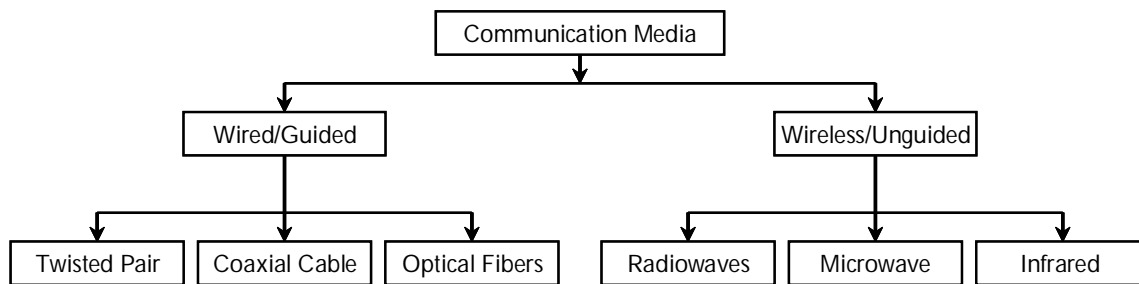 Communication Media
Wired/Guided
Wireless/Unguided
Twisted Pair
Coaxial Cable
Optical Fibers
Radiowaves
Microwave
Infrared